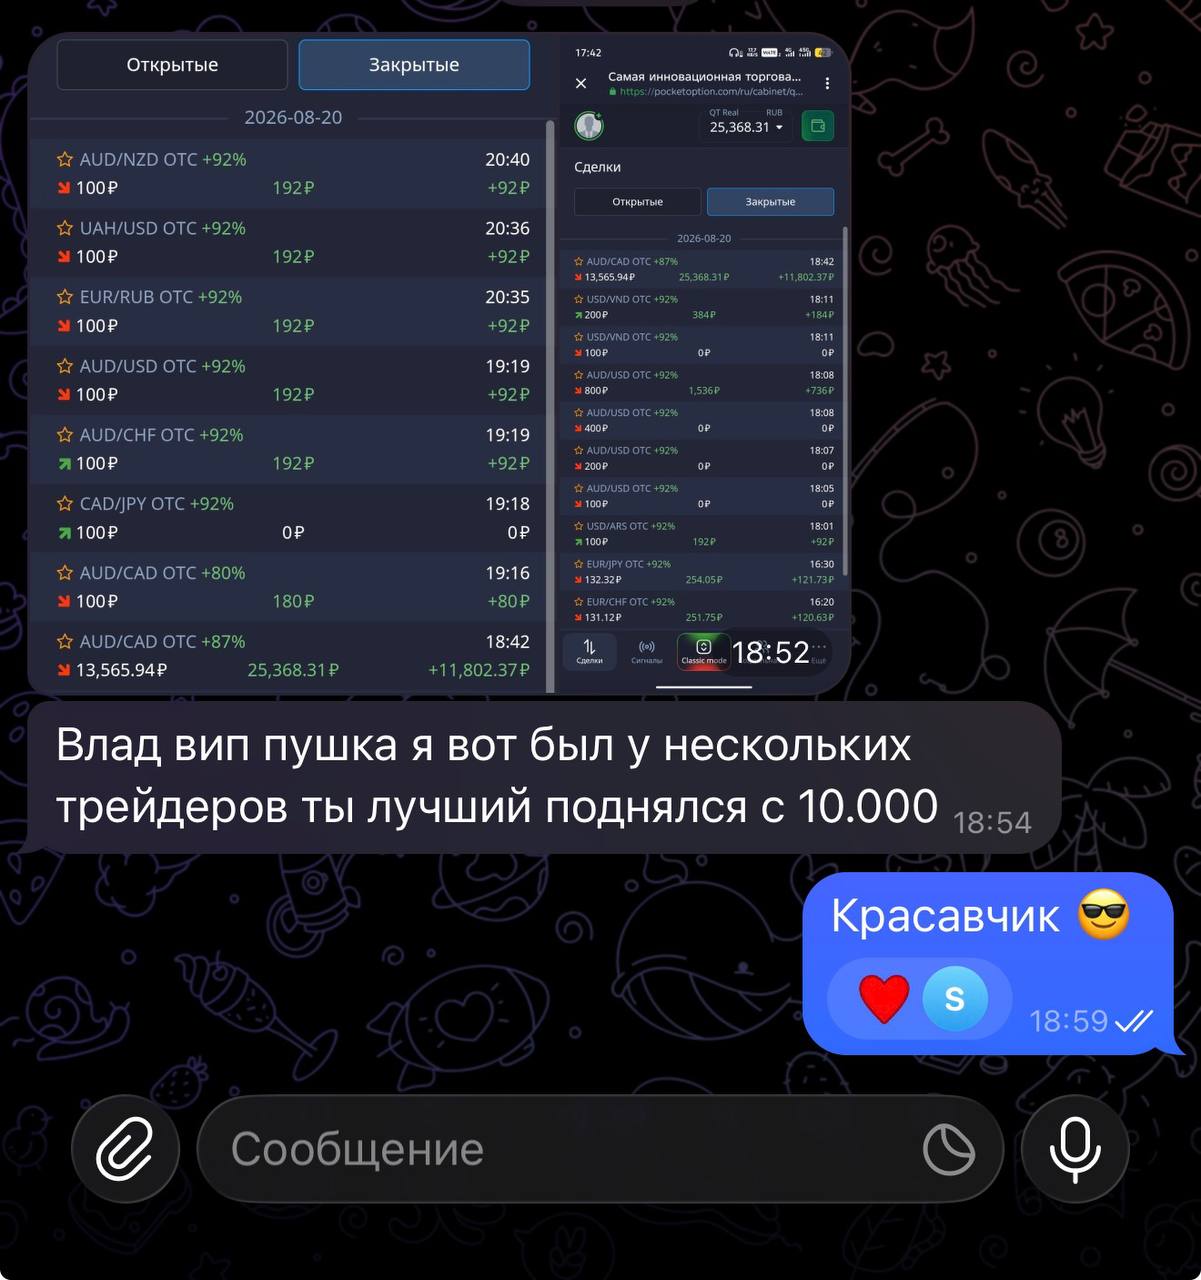 Открытые
Закрытые
2026-08-20
AUD/NZD OTC +92%
20:40
100₽
192₽
+92₽
UAH/USD OTC +92%
20:36
100₽
192₽
+92₽
EUR/RUB OTC +92%
20:35
100₽
192₽
+92₽
AUD/USD OTC +92%
19:19
100₽
192₽
+92₽
AUD/CHF OTC +92%
19:19
100₽
192₽
+92₽
CAD/JPY OTC +92%
19:18
100₽
0₽
0₽
AUD/CAD OTC +80%
19:16
100₽
180₽
+80₽
AUD/CAD OTC +87%
18:42
13,565.94₽
25,368.31₽
+11,802.37₽
17:42
Самая инновационная торгова...
https://pocketoption.com/ru/cabinet/q...
QT Real
RUB
25,368.31
Сделки
Открытые
Закрытые
2026-08-20
AUD/CAD OTC +87%
18:42
13,565.94₽
25,368.31₽
+11,802.37₽
USD/VND OTC +92%
18:11
200₽
384₽
+184₽
USD/VND OTC +92%
18:11
100₽
0₽
0₽
AUD/USD OTC +92%
18:08
800₽
1,536₽
+736₽
AUD/USD OTC +92%
18:08
400₽
0₽
0₽
AUD/USD OTC +92%
18:07
200₽
0₽
0₽
AUD/USD OTC +92%
18:05
100₽
0₽
0₽
USD/ARS OTC +92%
18:01
100₽
192₽
+92₽
EUR/JPY OTC +92%
16:30
132.32₽
254.05₽
+121.73₽
EUR/CHF OTC +92%
16:20
131.12₽
251.75₽
+120.63₽
Сделки
Сигналы
Classic mode
Ещё
18:52
Влад вип пушка я вот был у нескольких
трейдеров ты лучший поднялся с 10.000
18:54
Красавчик
S
18:59
Сообщение